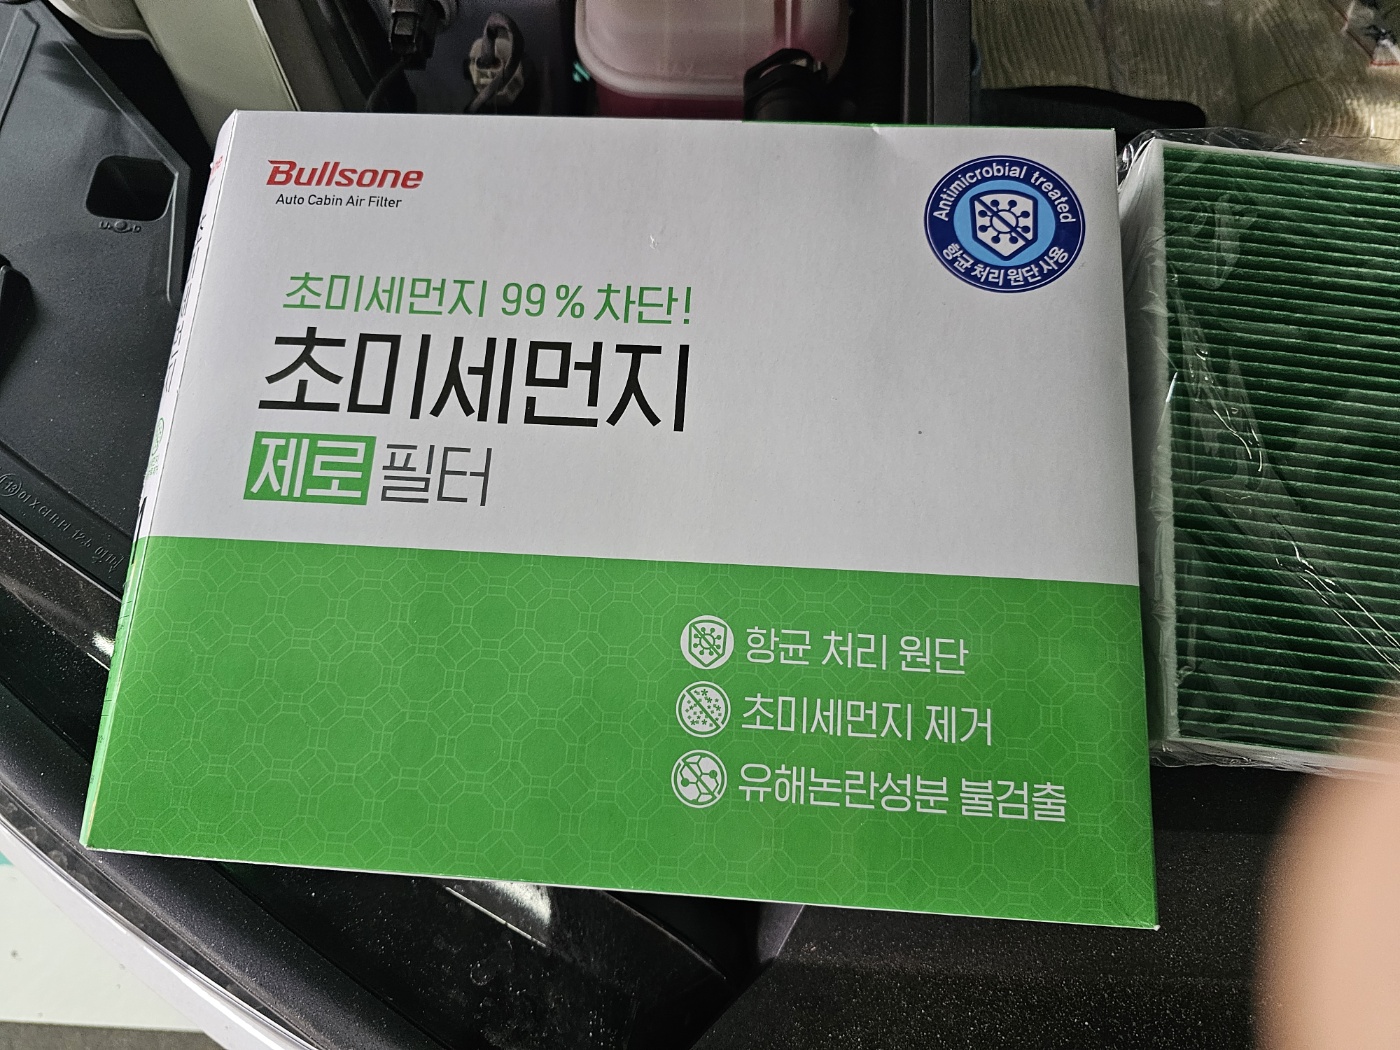 Bullsone
Auto Cabin Air Filter
Antimicrobial treated
항균 처리 원단 사용
초미세먼지 99% 차단!
초미세먼지
제로 필터
항균 처리 원단
초미세먼지 제거
유해논란성분 불검출